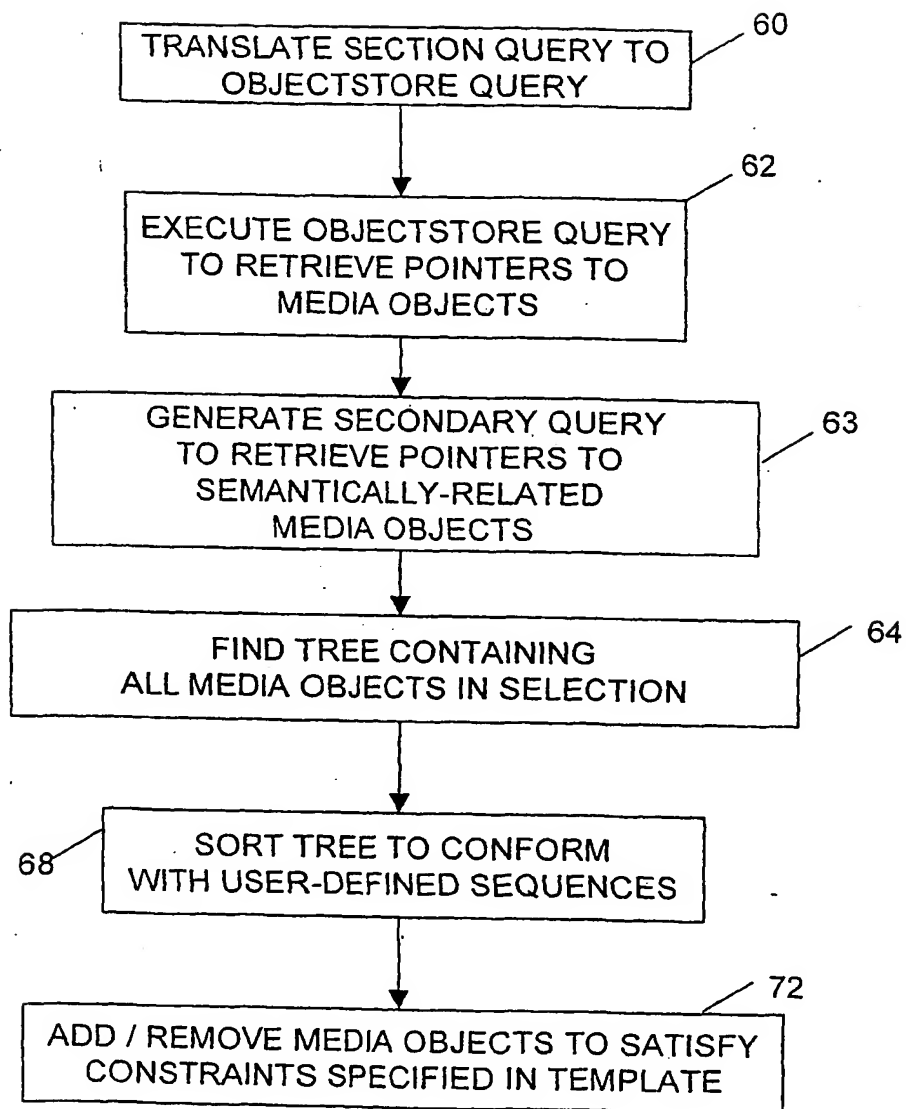 60
TRANSLATE SECTION QUERY TO
OBJECTSTORE QUERY
62
EXECUTE OBJECTSTORE QUERY
TO RETRIEVE POINTERS TO
MEDIA OBJECTS
63
GENERATE SECONDARY QUERY
TO RETRIEVE POINTERS TO
SEMANTICALLY-RELATED
MEDIA OBJECTS
64
FIND TREE CONTAINING
ALL MEDIA OBJECTS IN SELECTION
68
SORT TREE TO CONFORM
WITH USER-DEFINED SEQUENCES
72
ADD / REMOVE MEDIA OBJECTS TO SATISFY
CONSTRAINTS SPECIFIED IN TEMPLATE